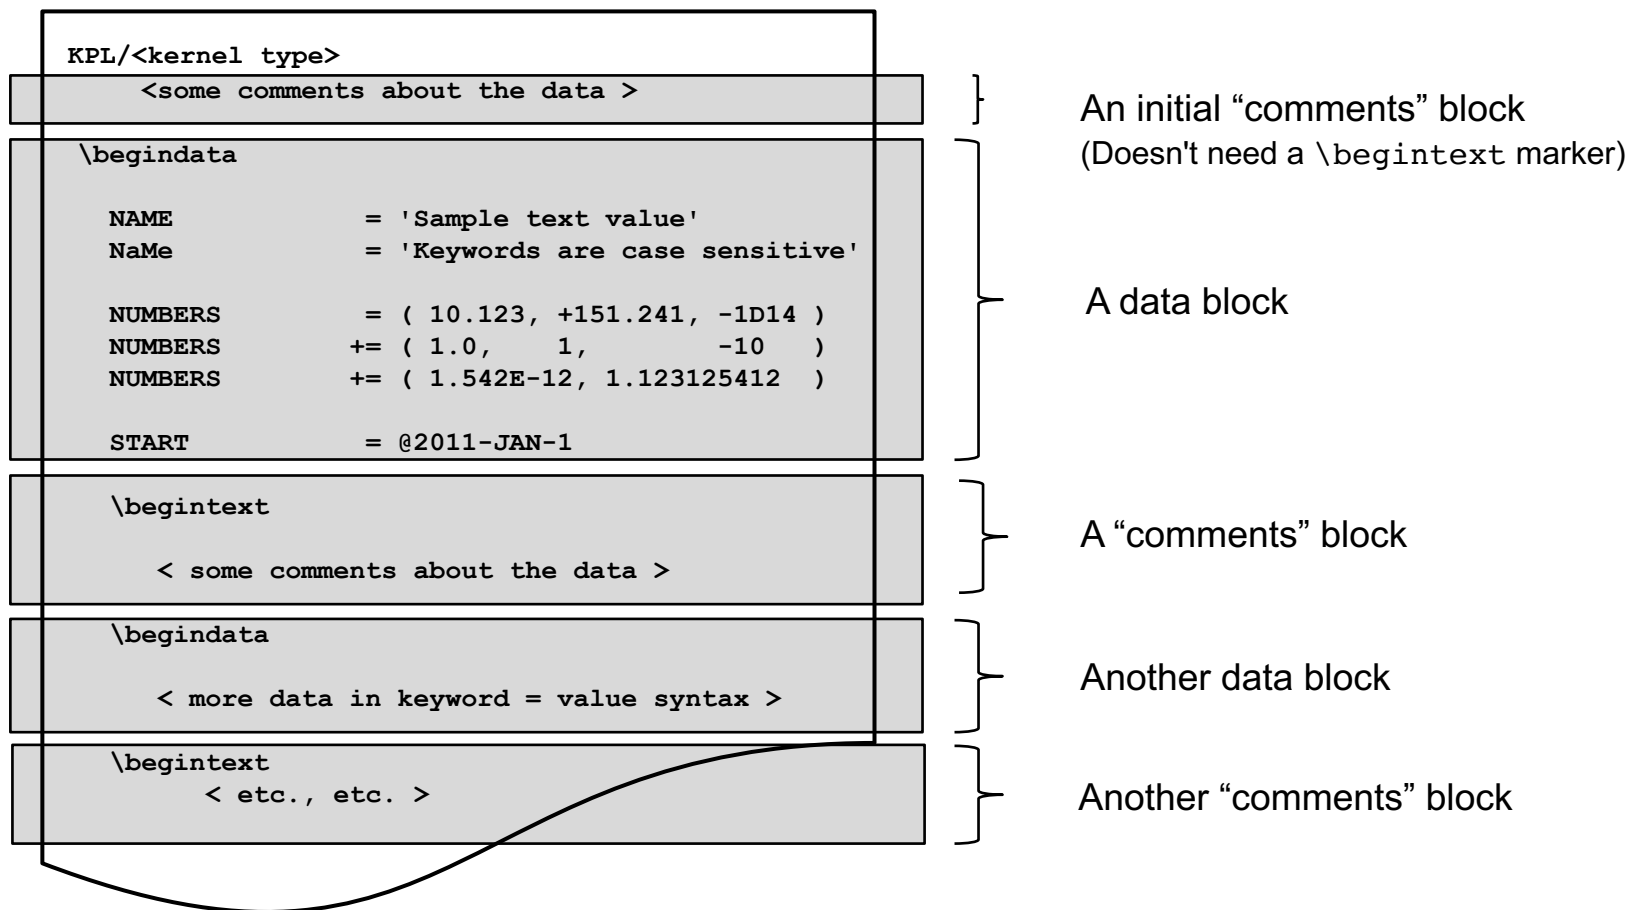 KPL/<kernel type>
<some comments about the data >
An initial “comments” block
(Doesn't need a \begintext marker)
\begindata
NAME = 'Sample text value'
NaMe = 'Keywords are case sensitive'
NUMBERS = ( 10.123, +151.241, -1D14 )
NUMBERS += ( 1.0, 1, -10 )
NUMBERS += ( 1.542E-12, 1.123125412 )
START = @2011-JAN-1
A data block
\begintext
< some comments about the data >
A “comments” block
\begindata
< more data in keyword = value syntax >
Another data block
\begintext
< etc., etc. >
Another “comments” block